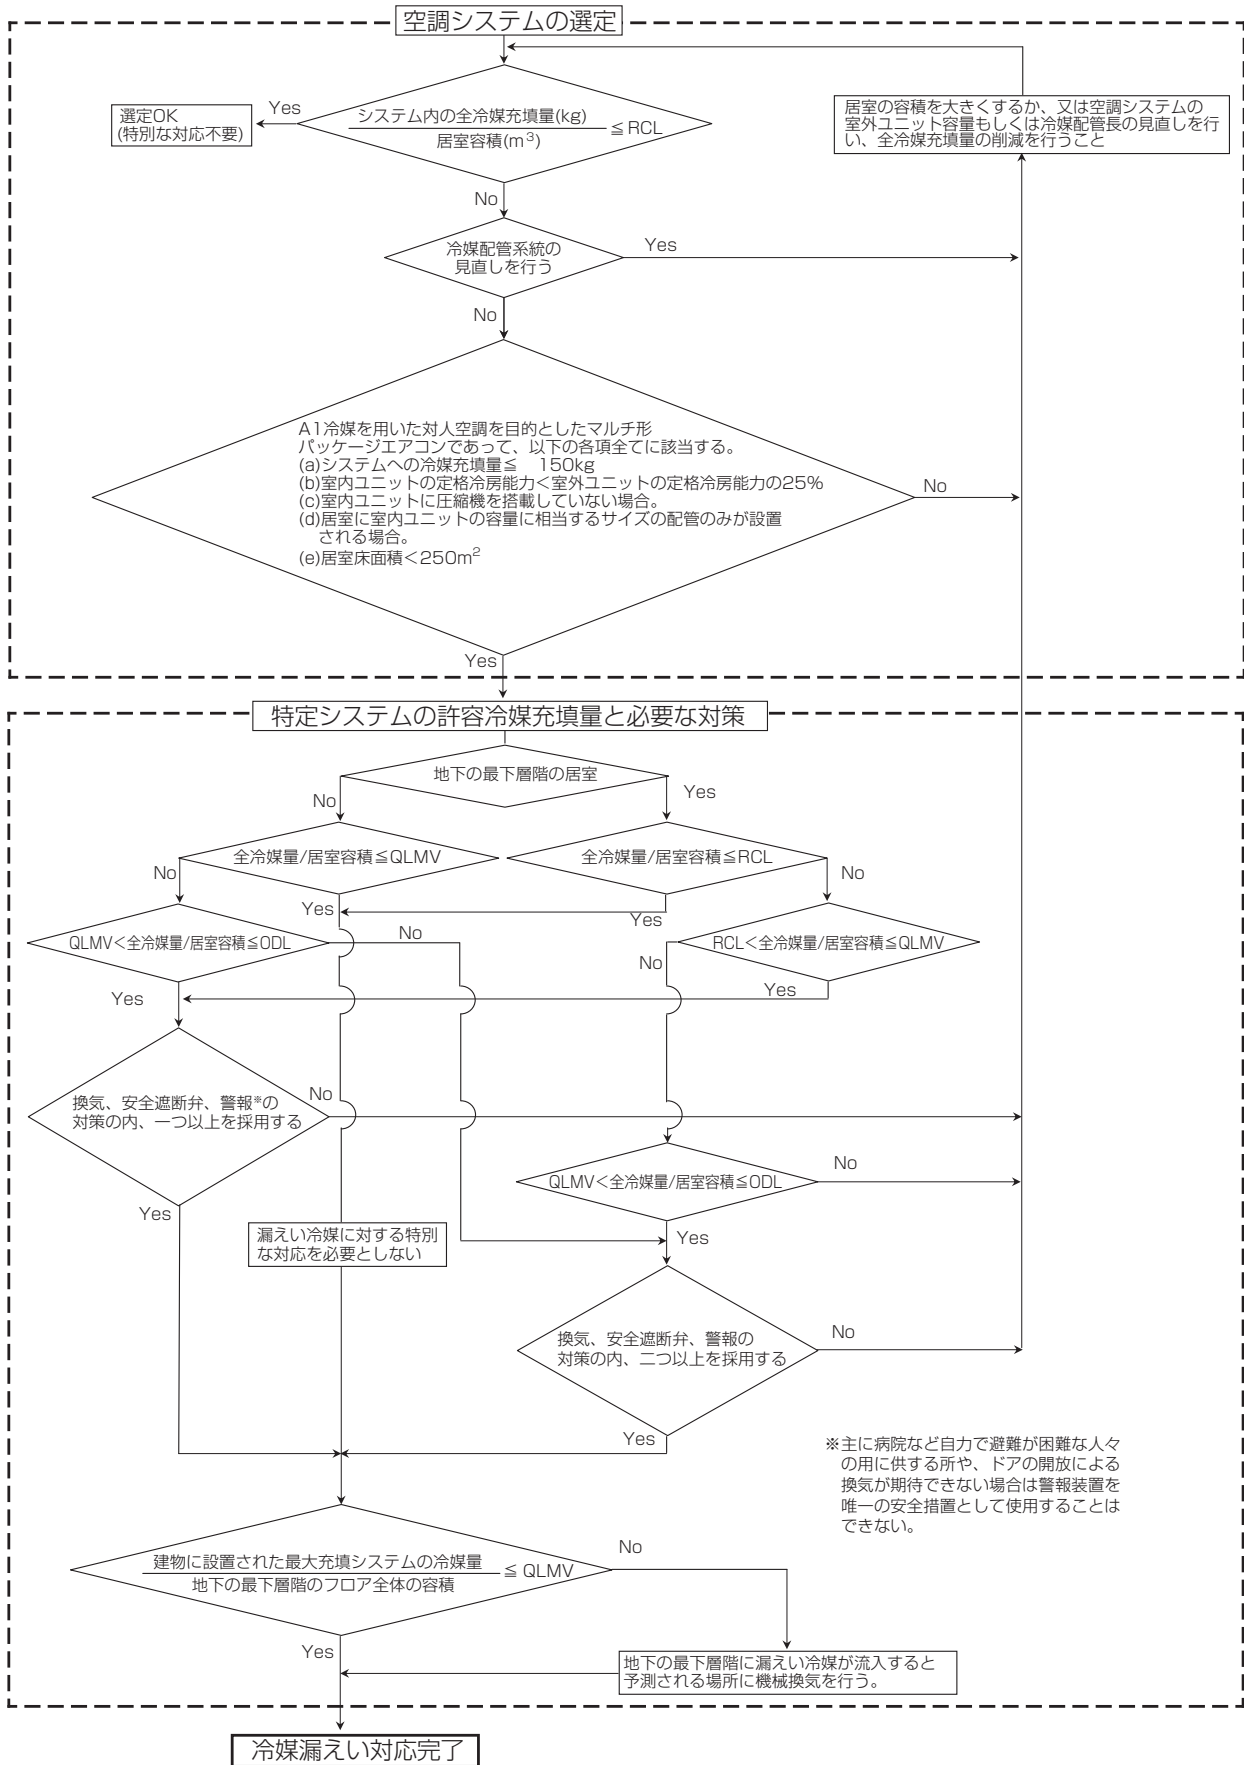 空調システムの選定
システム内の全冷媒充填量(kg)
居室容積(m³)
≦RCL
Yes
選定OK
(特別な対応不要)
居室の容積を大きくするか、又は空調システムの
室外ユニット容量もしくは冷媒配管長の見直しを行
い、全冷媒充填量の削減を行うこと
No
冷媒配管系統の
見直しを行う
Yes
No
A1冷媒を用いた対人空調を目的としたマルチ形
パッケージエアコンであって、以下の各項全てに該当する。
(a)システムへの冷媒充填量≦ 150kg
(b)室内ユニットの定格冷房能力<室外ユニットの定格冷房能力の25%
(c)室内ユニットに圧縮機を搭載していない場合。
(d)居室に室内ユニットの容量に相当するサイズの配管のみが設置
される場合。
(e)居室床面積<250m²
No
Yes
特定システムの許容冷媒充填量と必要な対策
地下の最下層階の居室
No
Yes
全冷媒量/居室容積≦QLMV
全冷媒量/居室容積≦RCL
No
Yes
Yes
No
QLMV<全冷媒量/居室容積≦ODL
No
RCL<全冷媒量/居室容積≦QLMV
No
Yes
Yes
換気、安全遮断弁、警報※の
対策の内、一つ以上を採用する
No
Yes
QLMV<全冷媒量/居室容積≦ODL
No
Yes
漏えい冷媒に対する特別
な対応を必要としない
換気、安全遮断弁、警報の
対策の内、二つ以上を採用する
No
Yes
※主に病院など自力で避難が困難な人々
の用に供する所や、ドアの開放による
換気が期待できない場合は警報装置を
唯一の安全措置として使用することは
できない。
建物に設置された最大充填システムの冷媒量
地下の最下層階のフロア全体の容積
≦ QLMV
No
Yes
地下の最下層階に漏えい冷媒が流入すると
予測される場所に機械換気を行う。
冷媒漏えい対応完了